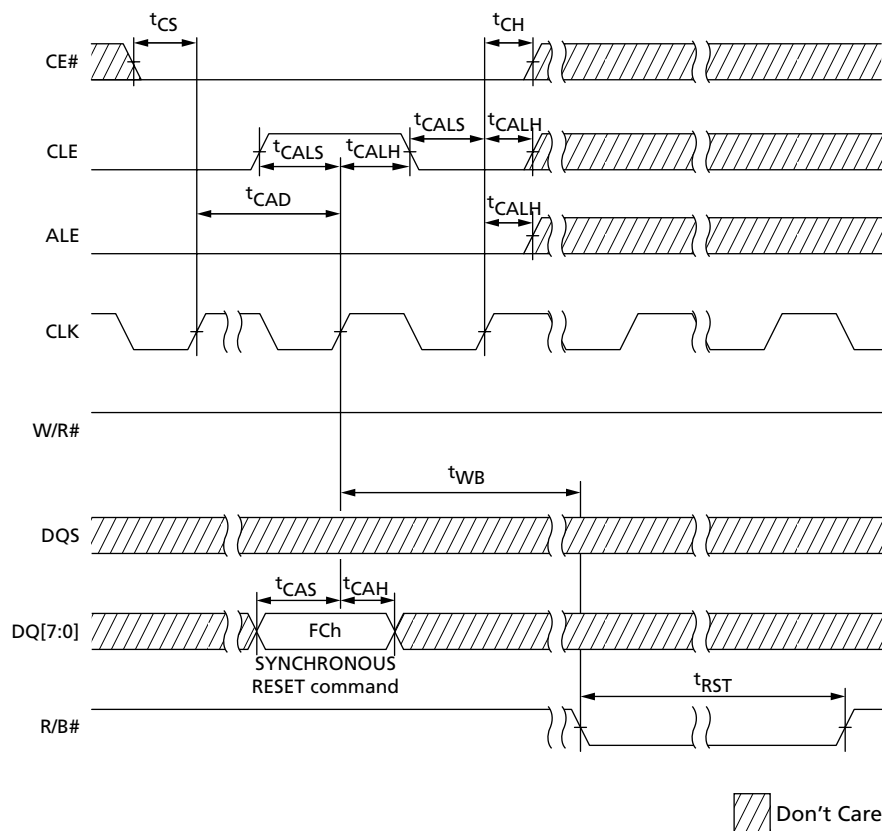 tCS
tCH
CE#
tCALS
tCALH
CLE
tCALS
tCALH
tCAD
tCALH
ALE
CLK
W/R#
tWB
DQS
tCAS
tCAH
DQ[7:0]
FCh
SYNCHRONOUS
RESET command
tRST
R/B#
Don't Care